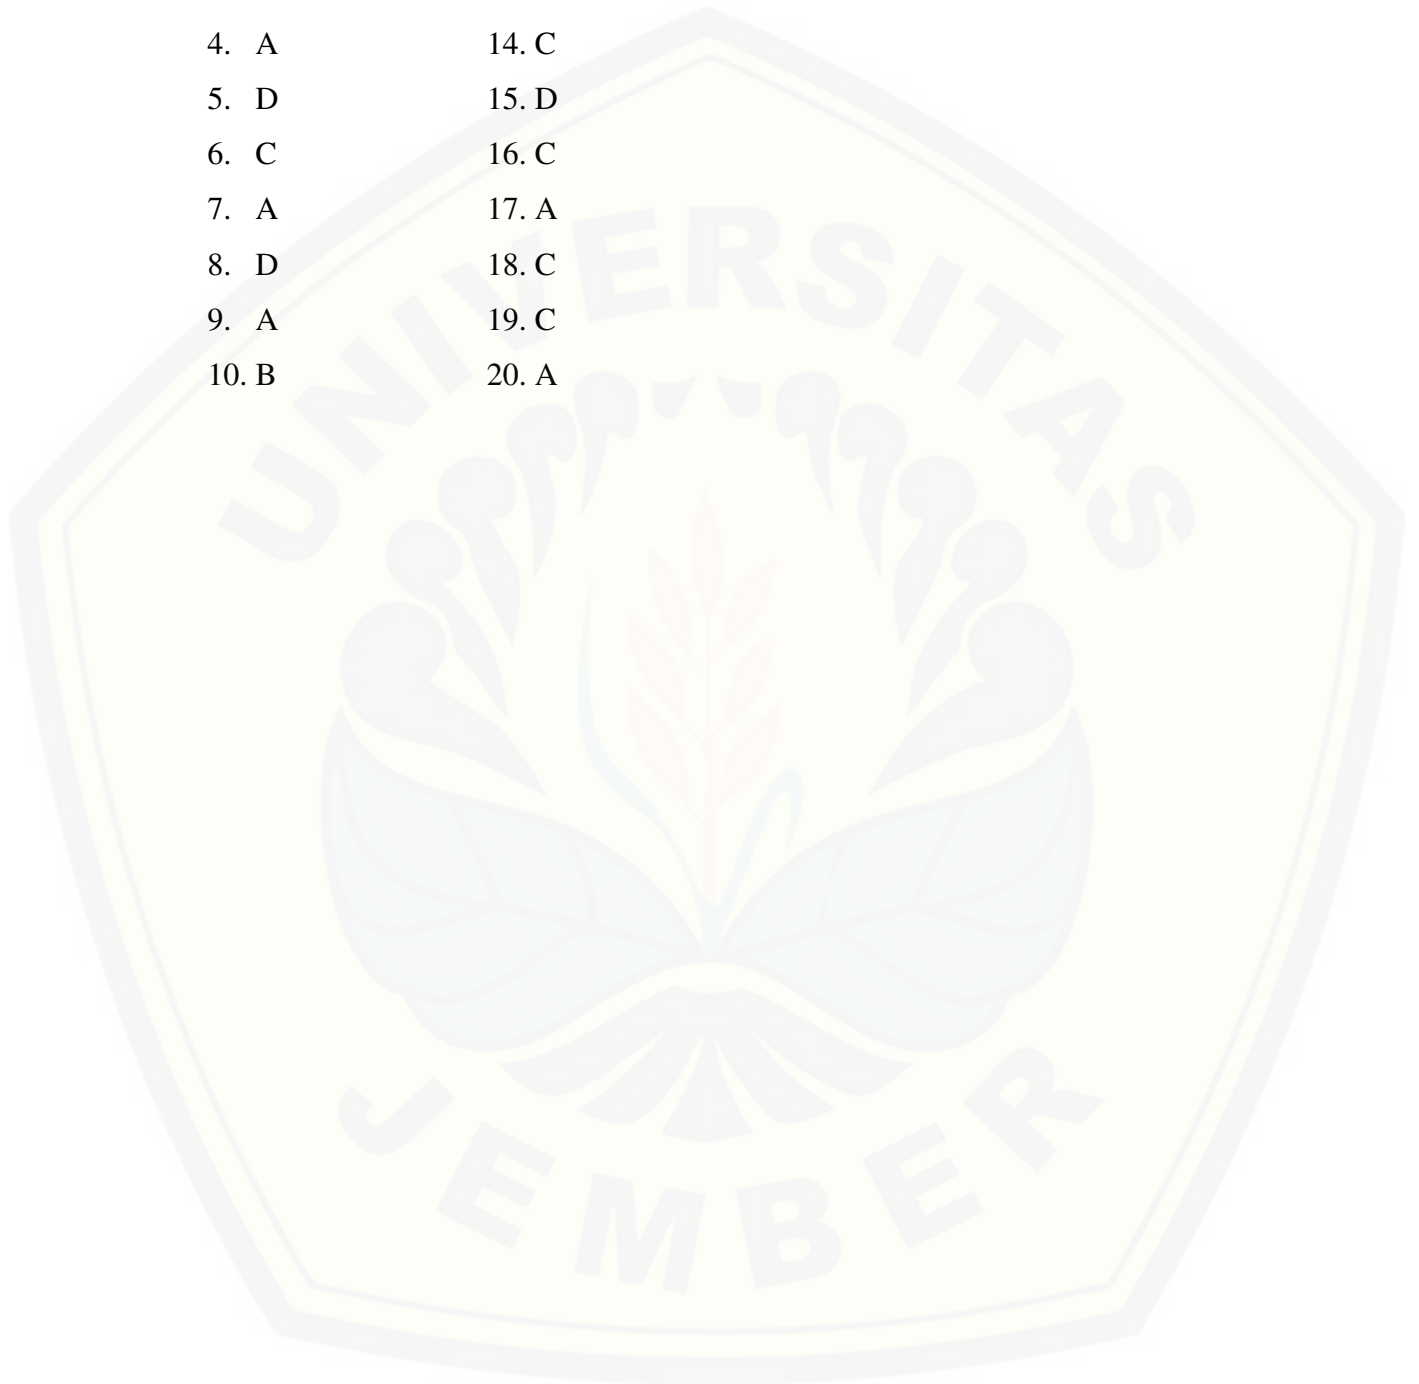 4. A 14. C
5. D 15. D
6. C 16. C
7. A 17. A
8. D 18. C
9. A 19. C
10. B 20. A
UNIVERSITAS
JEMBER